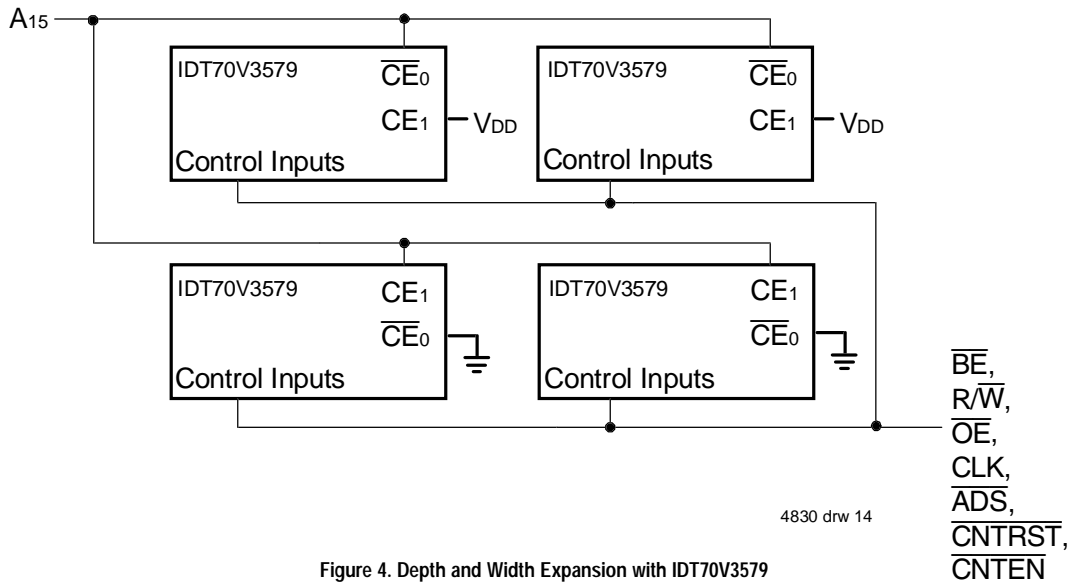 A15
IDT70V3579
CE0
CE1
VDD
Control Inputs
IDT70V3579
CE0
CE1
VDD
Control Inputs
IDT70V3579
CE1
CE0
Control Inputs
IDT70V3579
CE1
CE0
Control Inputs
BE,
R/W,
OE,
CLK,
ADS,
CNTRST,
CNTEN
4830 drw 14
Figure 4. Depth and Width Expansion with IDT70V3579